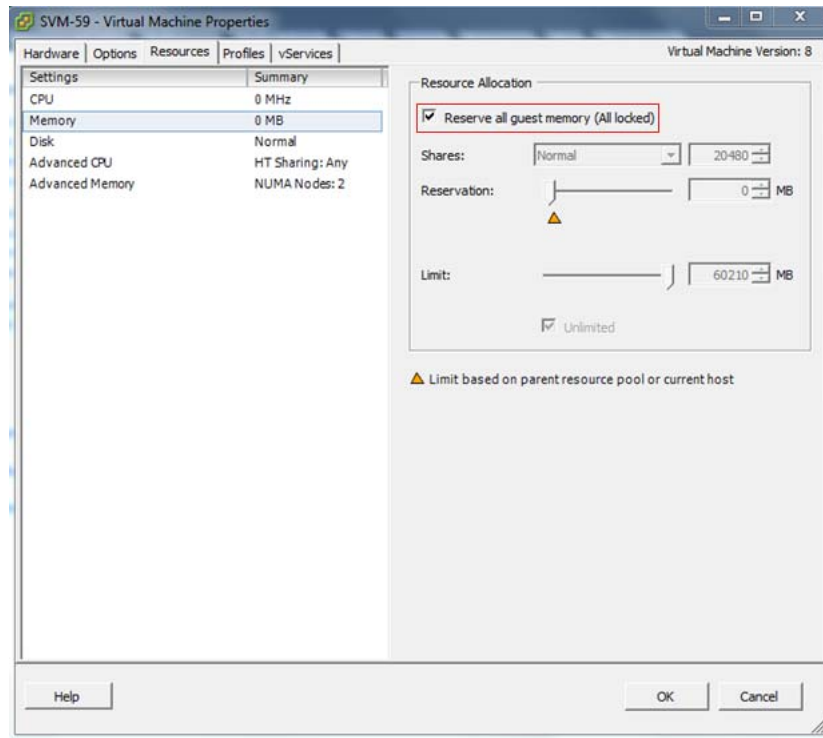 SVM-59 - Virtual Machine Properties
Hardware Options Resources Profiles vServices Virtual Machine Version: 8
Settings Summary
CPU 0 MHz
Memory 0 MB
Disk Normal
Advanced CPU HT Sharing: Any
Advanced Memory NUMA Nodes: 2
Resource Allocation
Reserve all guest memory (All locked)
Shares: Normal 20480
Reservation: 0 MB
Limit: 60210 MB
Unlimited
Limit based on parent resource pool or current host
Help OK Cancel